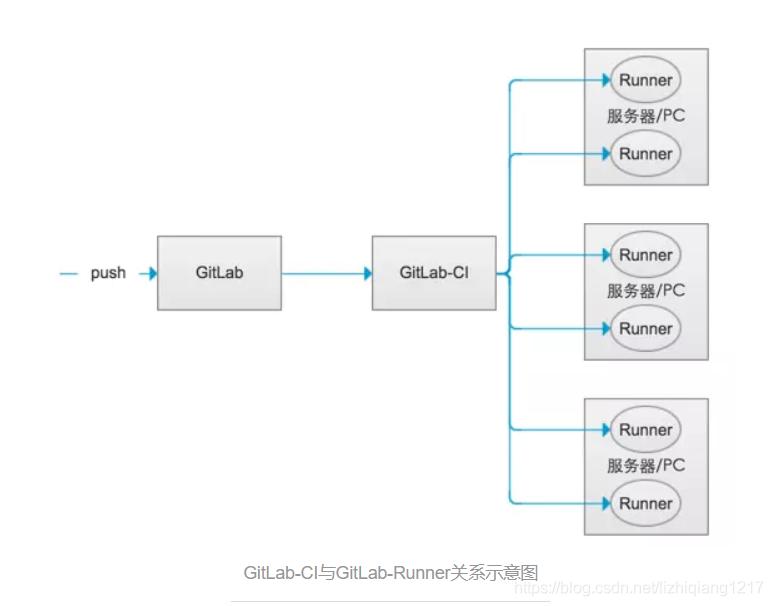 push
GitLab
GitLab-CI
Runner
服务器/PC
Runner
Runner
服务器/PC
Runner
Runner
服务器/PC
Runner
GitLab-CI与GitLab-Runner关系示意图
https://blog.csdn.net/lizhiqiang1217